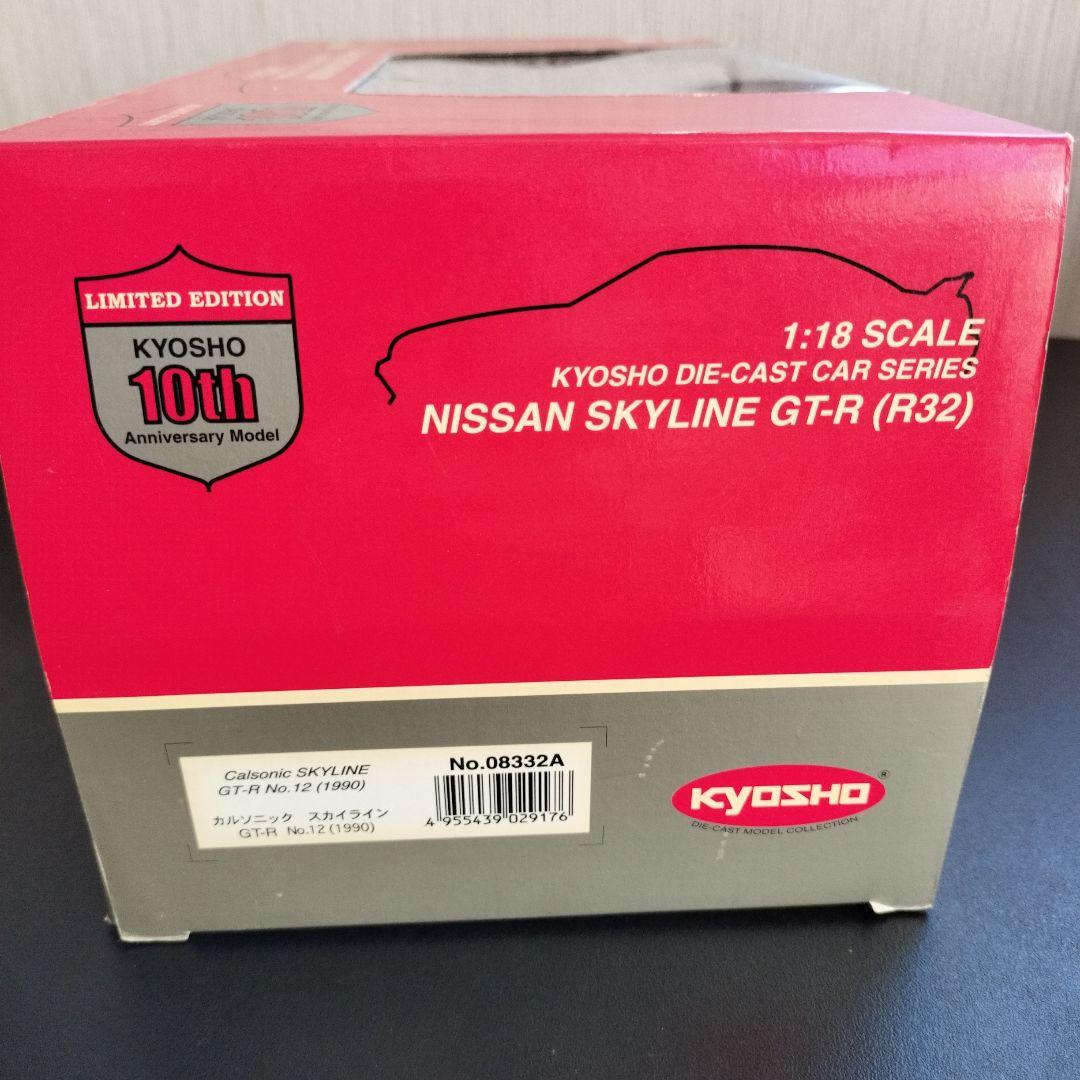 LIMITED EDITION
KYOSHO
10th
Anniversary Model
1:18 SCALE
KYOSHO DIE-CAST CAR SERIES
NISSAN SKYLINE GT-R (R32)
Calsonic SKYLINE
GT-R No.12 (1990)
カルソニック スカイライン
GT-R No.12 (1990)
No.08332A
4 955439 029176
KYOSHO
®
DIE-CAST MODEL COLLECTION